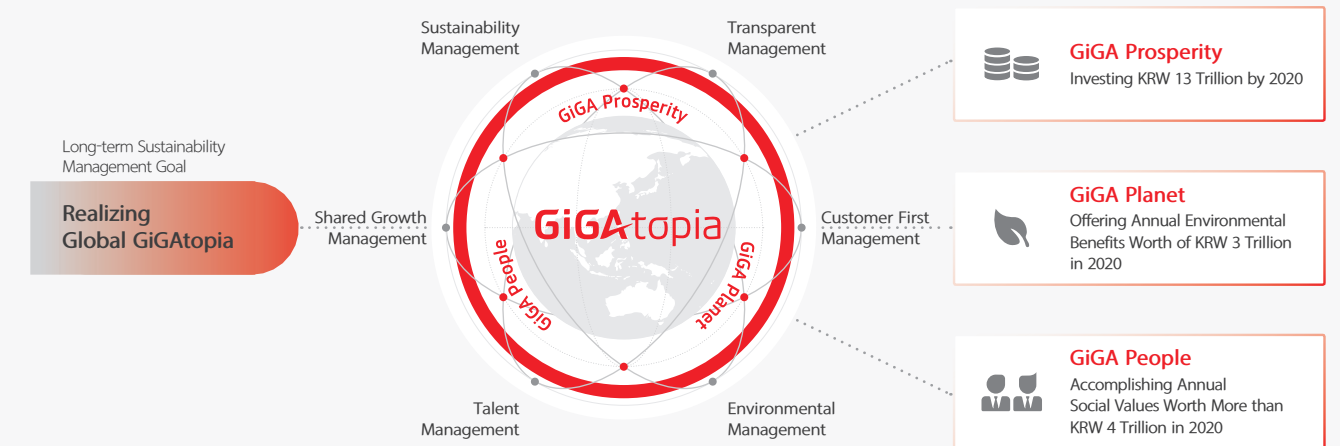 Long-term Sustainability
Management Goal
Realizing
Global GiGAtopia
Sustainability
Management
Transparent
Management
Shared Growth
Management
Customer First
Management
Talent
Management
Environmental
Management
GiGA Prosperity
GiGA People
GiGA Planet
GiGAtopia
GiGA Prosperity
Investing KRW 13 Trillion by 2020
GiGA Planet
Offering Annual Environmental
Benefits Worth of KRW 3 Trillion
in 2020
GiGA People
Accomplishing Annual
Social Values Worth More than
KRW 4 Trillion in 2020